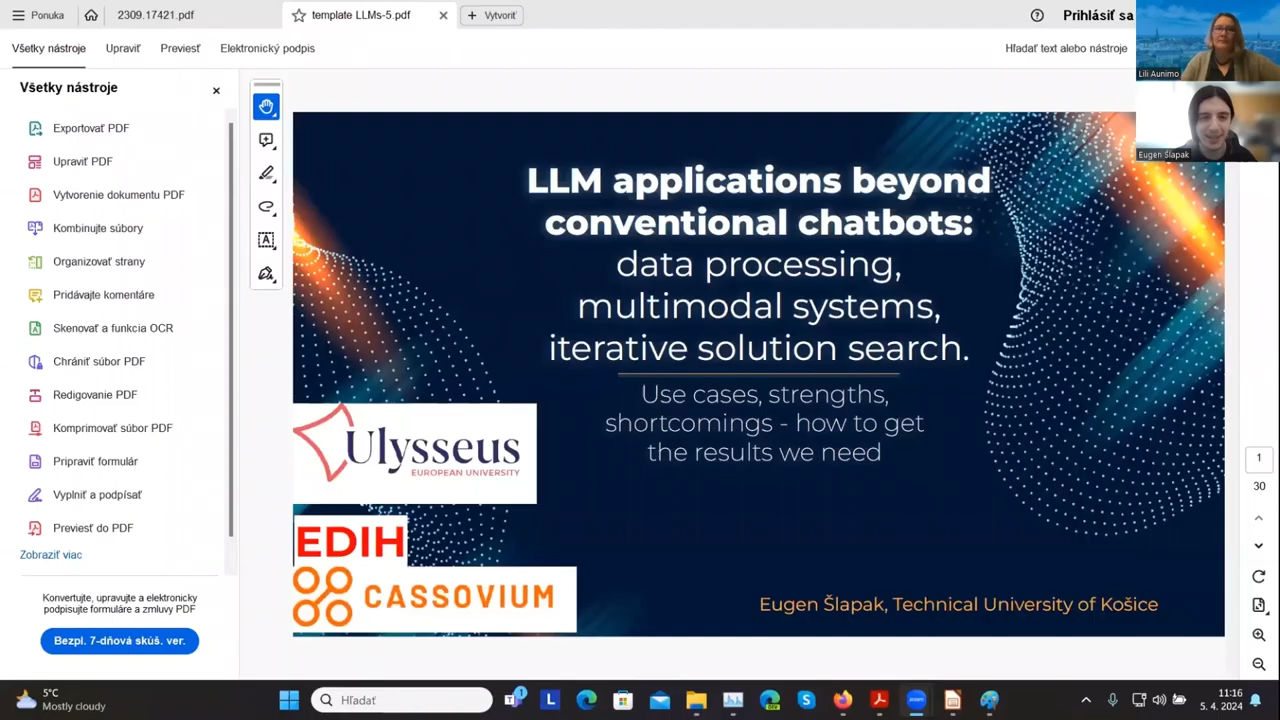 Ponuka
2309.17421.pdf
template LLMs-5.pdf
Vytvoriť
Prihlásiť sa
Všetky nástroje
Upraviť
Previesť
Elektronický podpis
Hľadať text alebo nástroje
Lili Aunimo
Eugen Šlapak
Všetky nástroje
Exportovať PDF
Upraviť PDF
Vytvorenie dokumentu PDF
Kombinujte súbory
Organizovať strany
Pridávajte komentáre
Skenovať a funkcia OCR
Chrániť súbor PDF
Redigovanie PDF
Komprimovať súbor PDF
Pripraviť formulár
Vyplniť a podpísať
Previesť do PDF
Zobraziť viac
Konvertujte, upravujte a elektronicky
podpisujte formuláre a zmluvy PDF
Bezpl. 7-dňová skúš. ver.
LLM applications beyond
conventional chatbots:
data processing,
multimodal systems,
iterative solution search.
Use cases, strengths,
shortcomings - how to get
the results we need
Ulysseus
EUROPEAN UNIVERSITY
EDIH
CASSOVIUM
Eugen Šlapak, Technical University of Košice
1
30
5°C
Mostly cloudy
Hľadať
11:16
5. 4. 2024